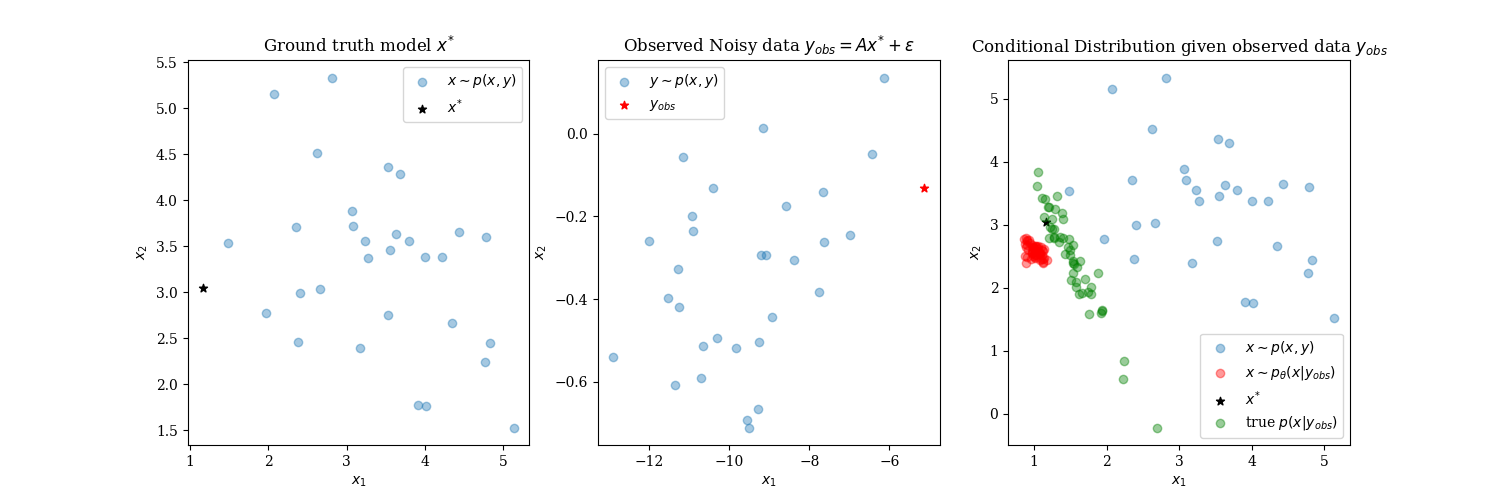 Ground truth model x*
Observed Noisy data y_obs = Ax* + ε
Conditional Distribution given observed data y_obs
x ~ p(x, y)
x*
y ~ p(x, y)
y_obs
x ~ p(x, y)
x ~ p_θ(x|y_obs)
x*
true p(x|y_obs)
5.5
5.0
4.5
4.0
3.5
3.0
2.5
2.0
1.5
x₂
1 2 3 4 5
x₁
0.0
−0.2
−0.4
−0.6
x₂
−12 −10 −8 −6
x₁
5
4
3
2
1
0
x₂
1 2 3 4 5
x₁